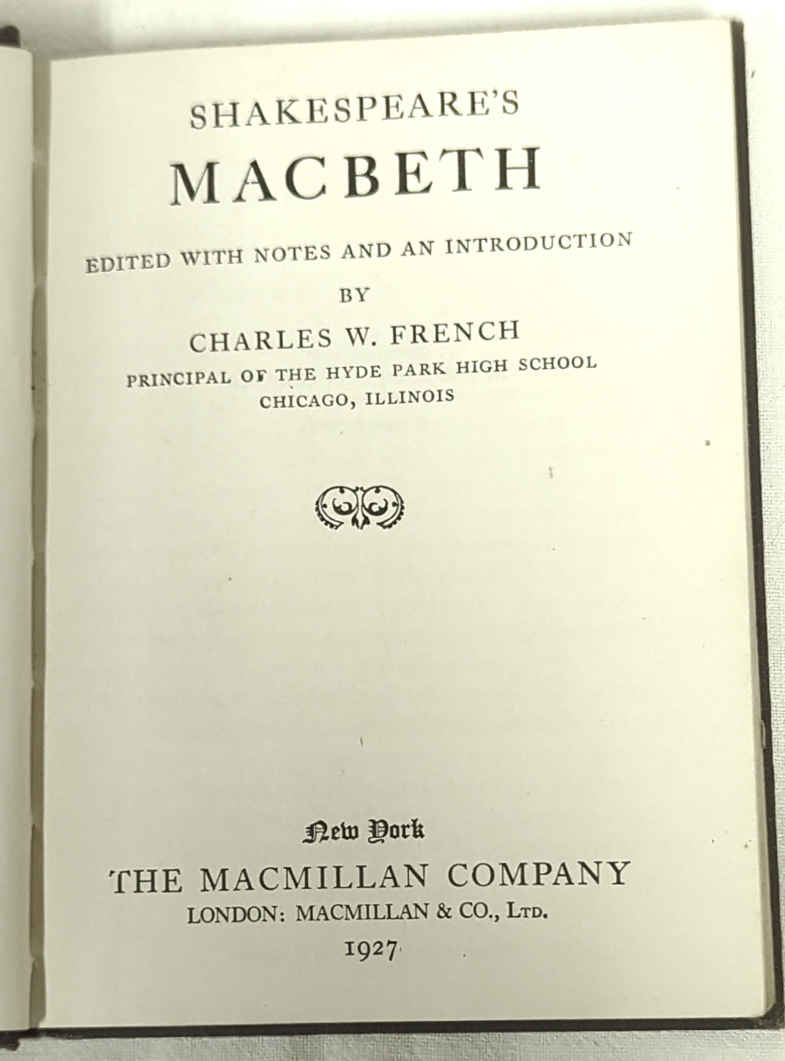 SHAKESPEARE'S
MACBETH
EDITED WITH NOTES AND AN INTRODUCTION
BY
CHARLES W. FRENCH
PRINCIPAL OF THE HYDE PARK HIGH SCHOOL
CHICAGO, ILLINOIS
New York
THE MACMILLAN COMPANY
LONDON: MACMILLAN & CO., LTD.
1927